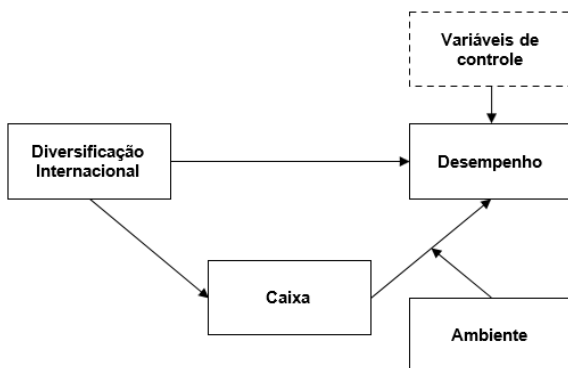 Variáveis de
controle
Diversificação
Internacional
Desempenho
Caixa
Ambiente